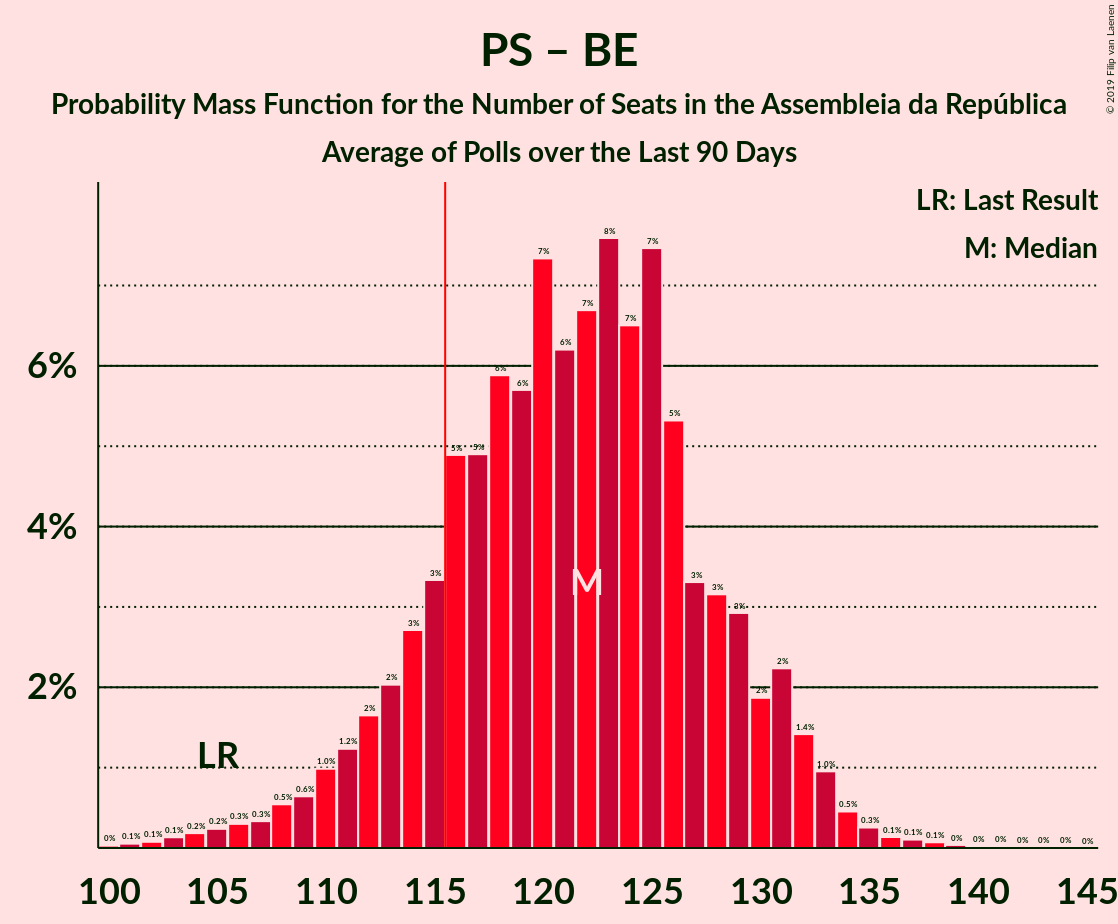 PS – BE
Probability Mass Function for the Number of Seats in the Assembleia da República
Average of Polls over the Last 90 Days
© 2019 Filip van Laenen
LR: Last Result
M: Median
6%
4%
2%
LR
M
0% 0.1% 0.1% 0.1% 0.2% 0.2% 0.3% 0.3% 0.5% 0.6% 1.0% 1.2% 2% 2% 3% 3% 5% 5% 6% 6% 7% 6% 7% 8% 7% 7% 5% 3% 3% 3% 2% 2% 1.4% 1.0% 0.5% 0.3% 0.1% 0.1% 0.1% 0% 0% 0% 0% 0% 0% 0%
100 105 110 115 120 125 130 135 140 145